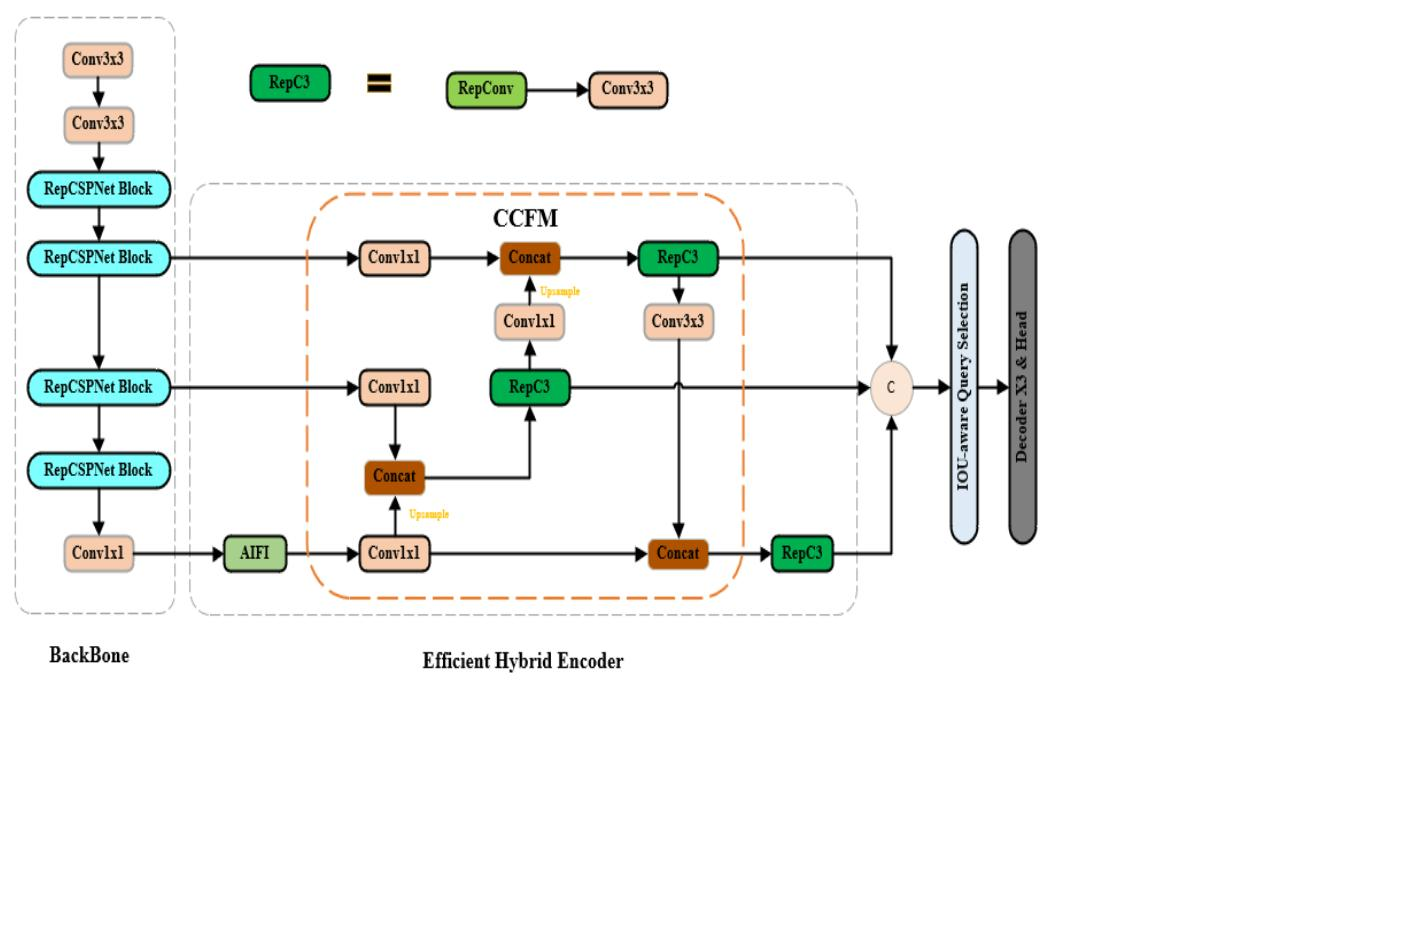 Conv3x3
Conv3x3
RepCSPNet Block
RepCSPNet Block
RepCSPNet Block
RepCSPNet Block
Conv1x1
BackBone
RepC3
=
RepConv
Conv3x3
CCFM
Conv1x1
Concat
RepC3
Upsample
Conv1x1
Conv3x3
Conv1x1
RepC3
Concat
Upsample
AIFI
Conv1x1
Concat
RepC3
Efficient Hybrid Encoder
C
IOU-aware Query Selection
Decoder X3 & Head